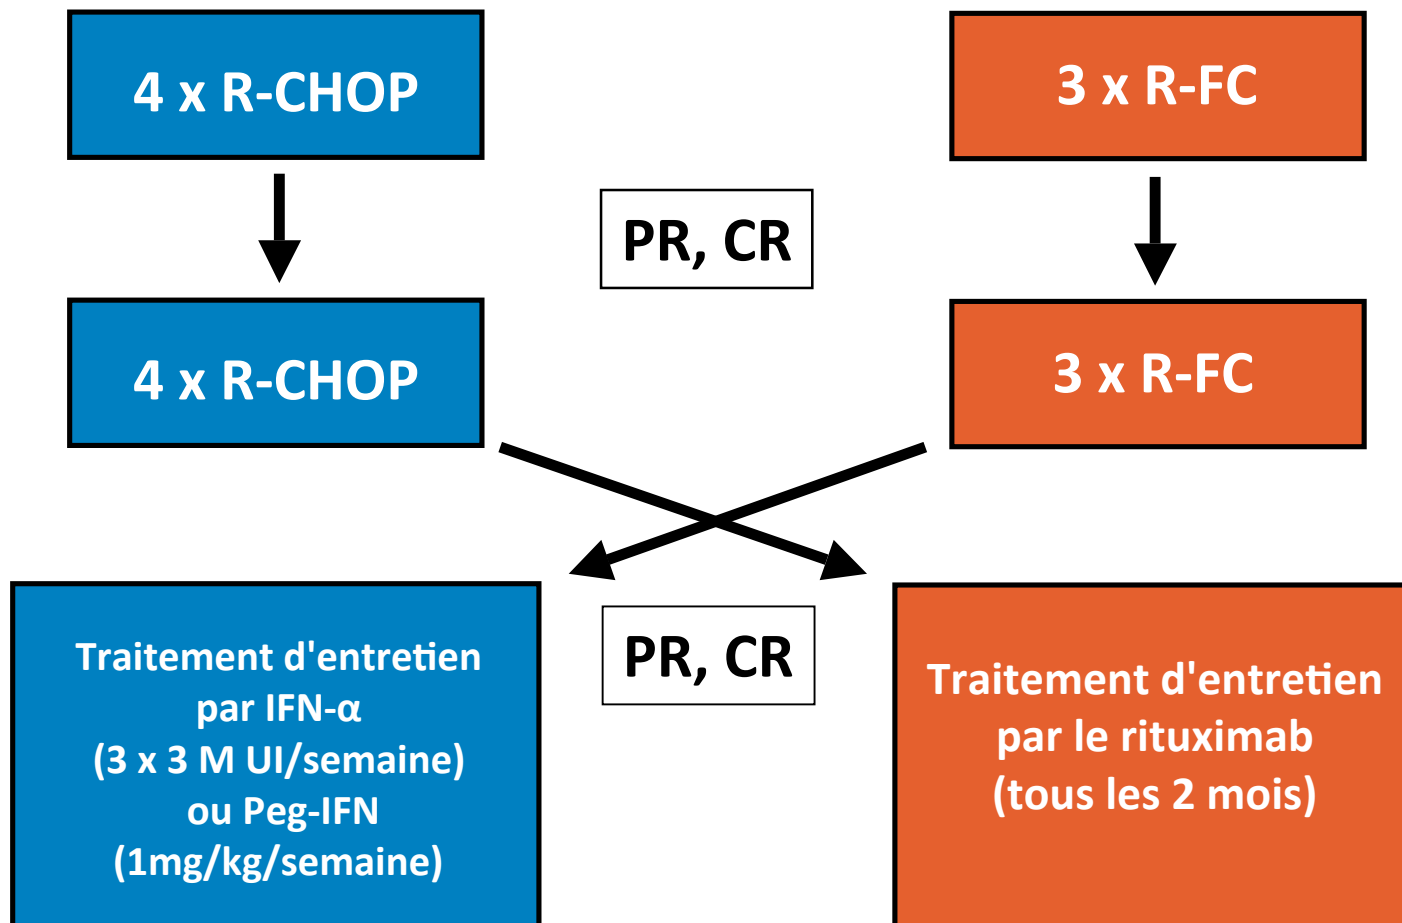 4 x R-CHOP
3 x R-FC
PR, CR
4 x R-CHOP
3 x R-FC
PR, CR
Traitement d'entretien
par IFN-α
(3 x 3 M UI/semaine)
ou Peg-IFN
(1mg/kg/semaine)
Traitement d'entretien
par le rituximab
(tous les 2 mois)